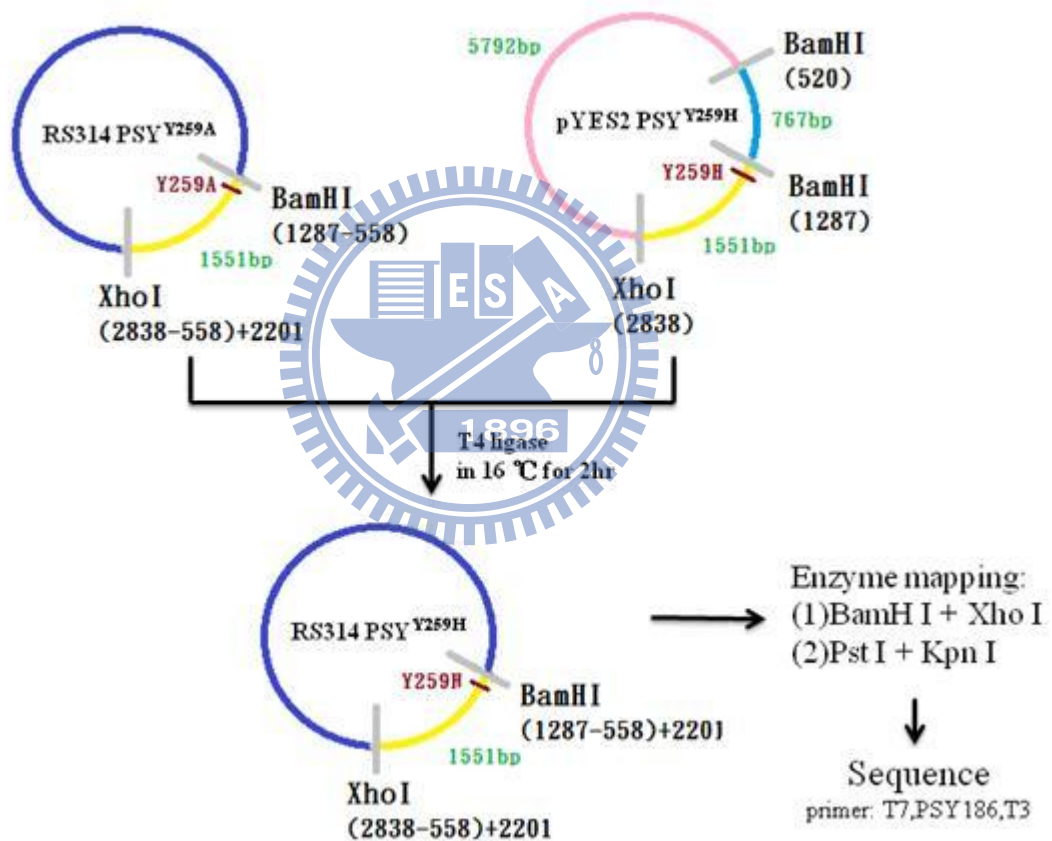 5792bp
BamHI
(520)
RS314 PSY Y259A
pYES2 PSY Y259H
767bp
Y259A
Y259H
BamHI
(1287-558)
BamHI
(1287)
1551bp
1551bp
XhoI
(2838-558)+2201
XhoI
(2838)
E S A
1896
T4 ligase
in 16 ℃ for 2hr
RS314 PSY Y259H
Y259H
BamHI
(1287-558)+2201
1551bp
XhoI
(2838-558)+2201
Enzyme mapping:
(1)BamH I + Xho I
(2)Pst I + Kpn I
Sequence
primer: T7,PSY186,T3